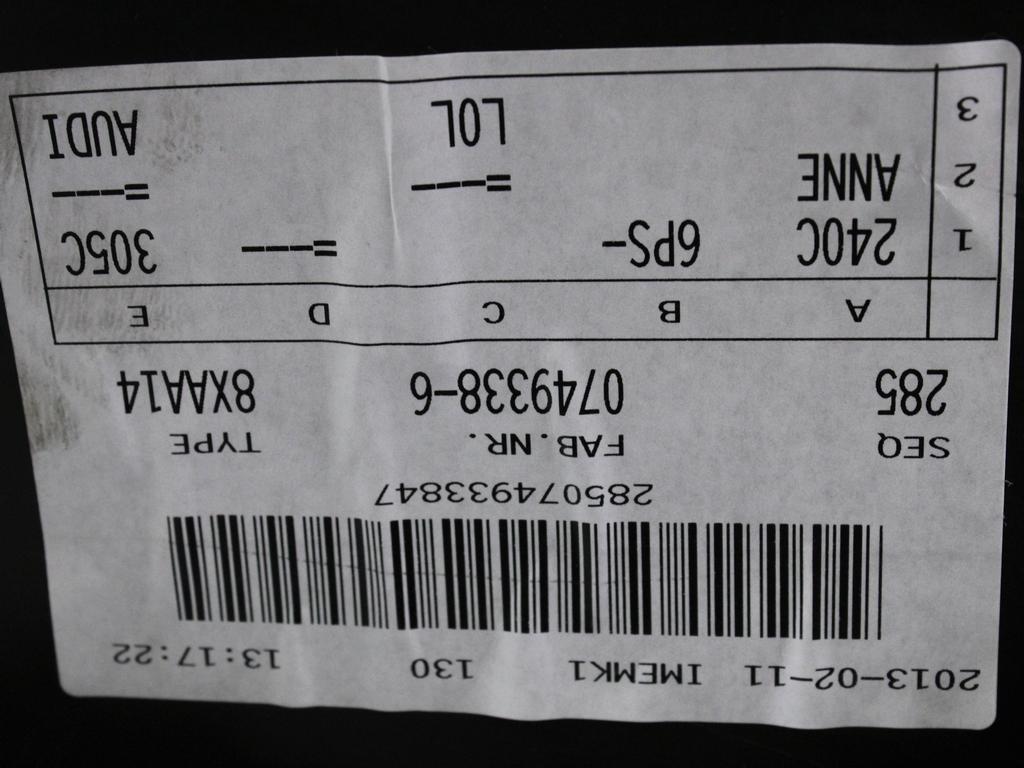 2013-02-11 IMEMK1 130 13:17:22
285074933847
SEQ FAB.NR. TYPE
285 0749338-6 8XAA14
A B C D E
1 240C 6PS- =--- 305C
2 ANNE =--- =---
3 LOL AUDI